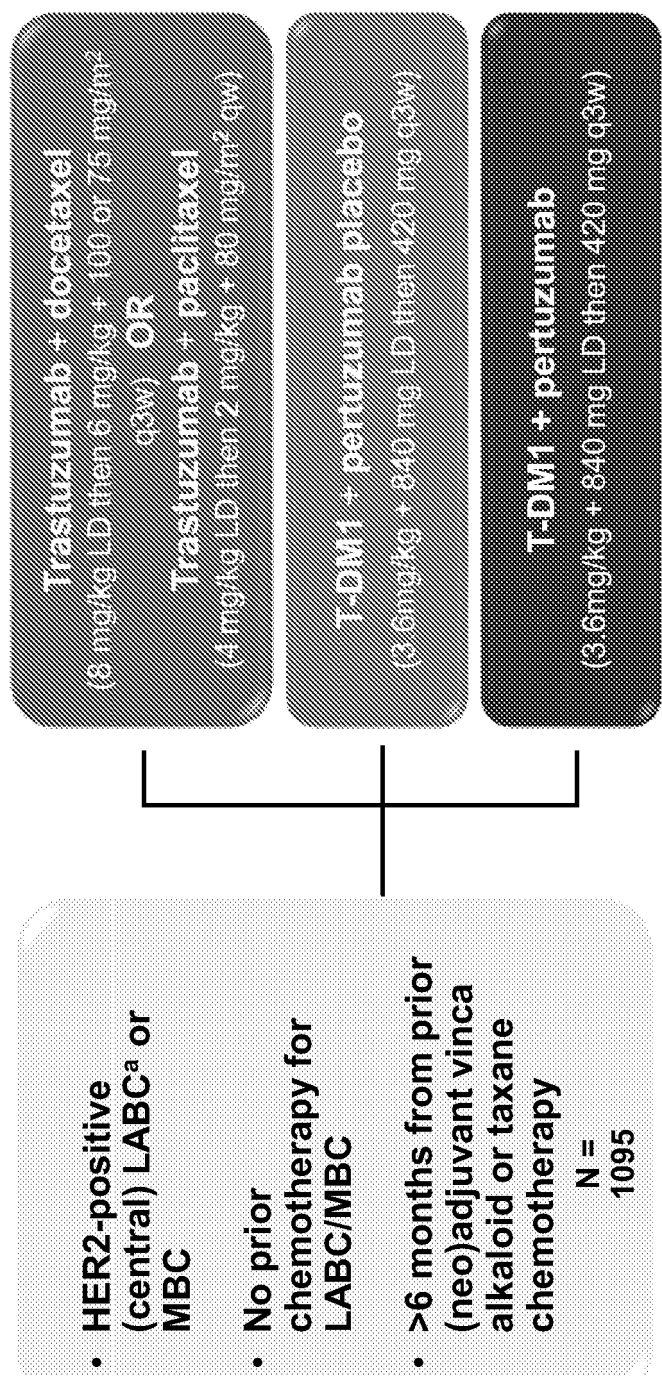 • HER2-positive
(central) LABCᵃ or
MBC
• No prior
chemotherapy for
LABC/MBC
• >6 months from prior
(neo)adjuvant vinca
alkaloid or taxane
chemotherapy
N =
1095
Trastuzumab + docetaxel
(8 mg/kg LD then 6 mg/kg + 100 or 75 mg/m²
q3w) OR
Trastuzumab + paclitaxel
(4 mg/kg LD then 2 mg/kg + 80 mg/m² qw)
T-DM1 + pertuzumab placebo
(3.6mg/kg + 840 mg LD then 420 mg q3w)
T-DM1 + pertuzumab
(3.6mg/kg + 840 mg LD then 420 mg q3w)